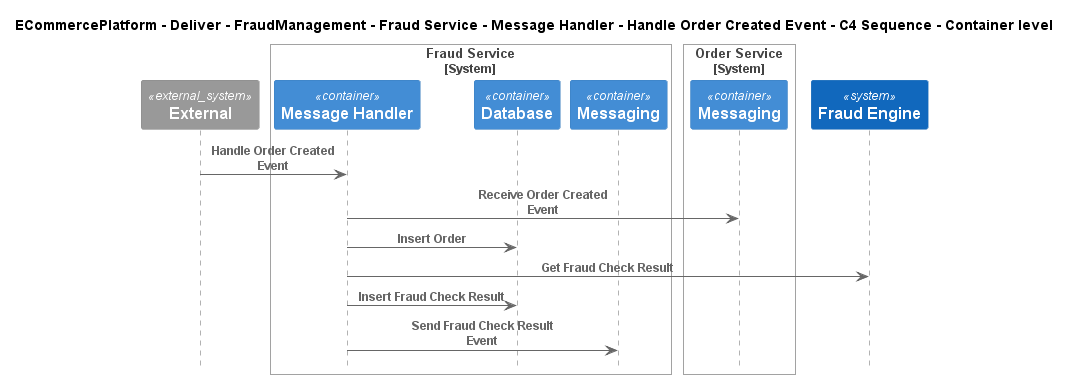 ECommercePlatform - Deliver - FraudManagement - Fraud Service - Message Handler - Handle Order Created Event - C4 Sequence - Container level
Fraud Service
[System]
Order Service
[System]
«external_system»
External
«container»
Message Handler
«container»
Database
«container»
Messaging
«container»
Messaging
«system»
Fraud Engine
Handle Order Created
Event
Receive Order Created
Event
Insert Order
Get Fraud Check Result
Insert Fraud Check Result
Send Fraud Check Result
Event